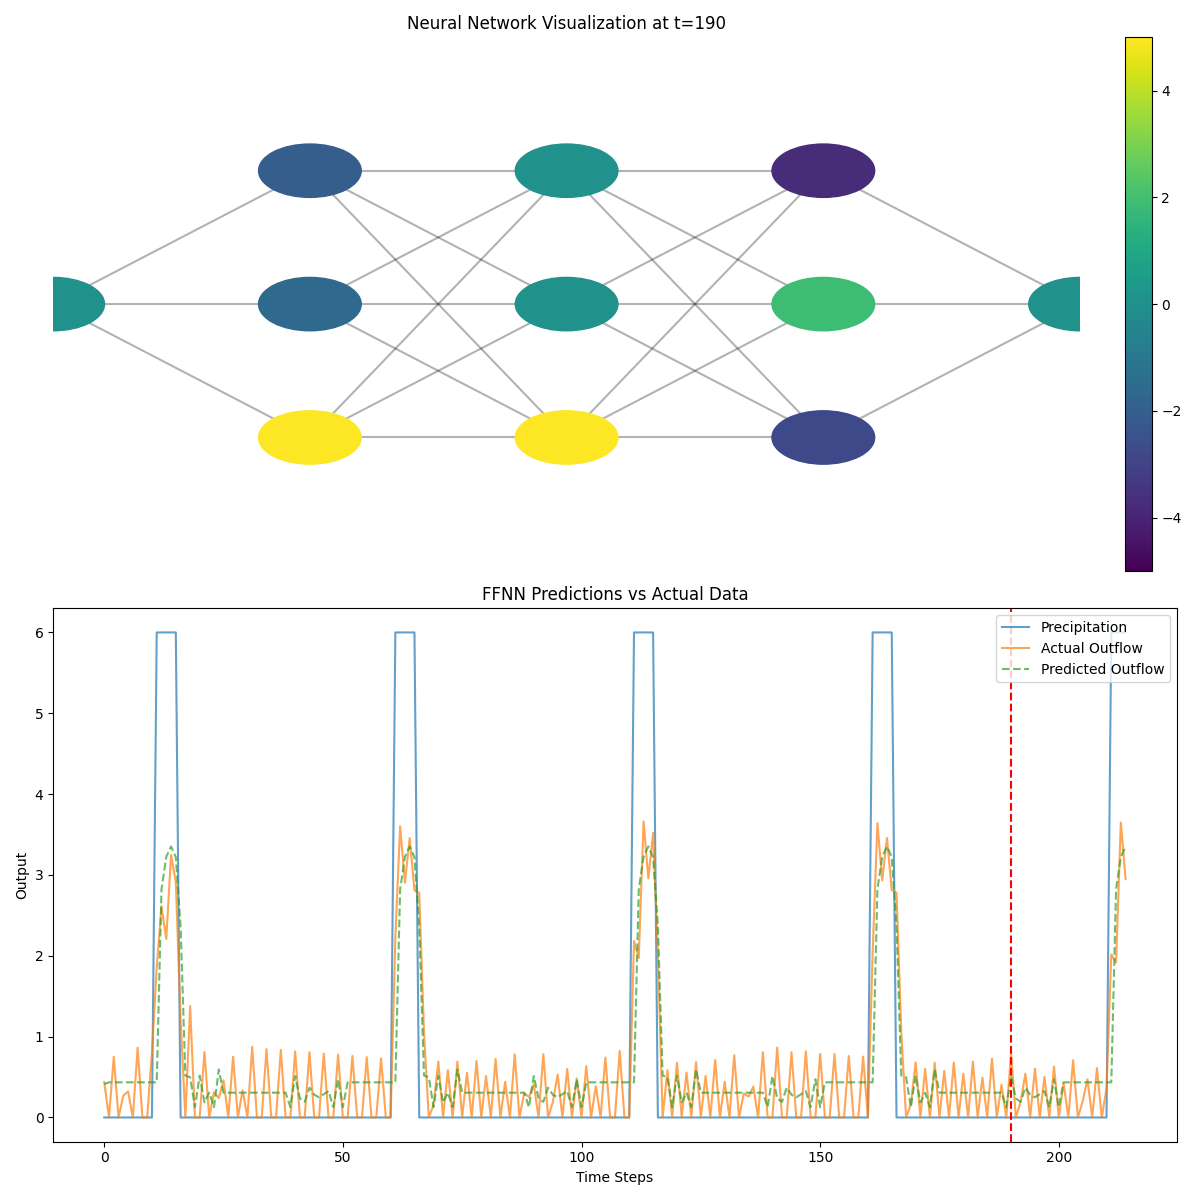 Neural Network Visualization at t=190
4
2
0
−2
−4
FFNN Predictions vs Actual Data
Precipitation
Actual Outflow
Predicted Outflow
6
5
4
3
2
1
0
Output
0 50 100 150 200
Time Steps